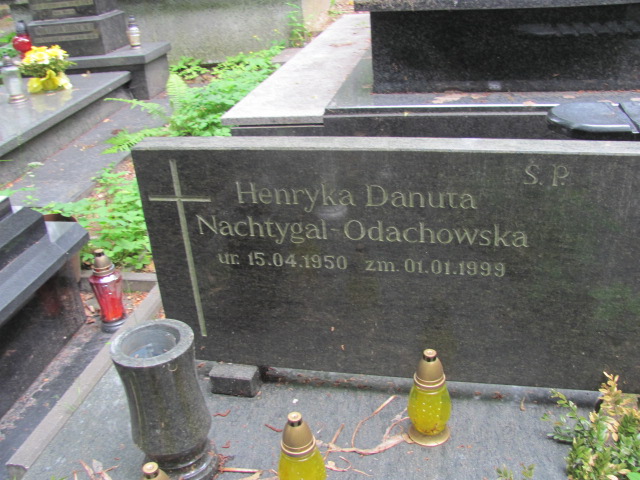 Ś.P.
Henryka Danuta
Nachtygal-Odachowska
ur. 15.04.1950 zm. 01.01.1999